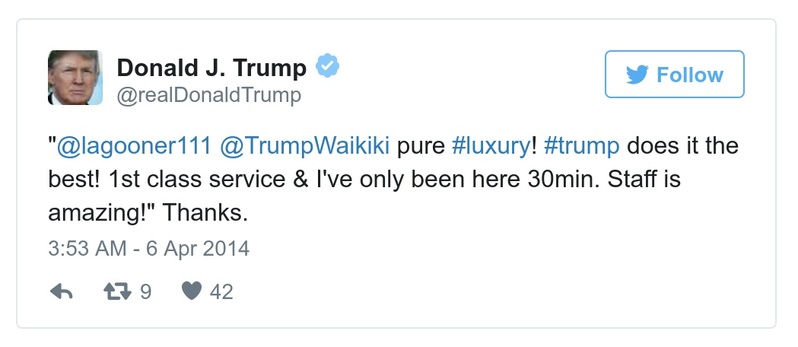 Donald J. Trump
@realDonaldTrump
Follow
"@lagooner111 @TrumpWaikiki pure #luxury! #trump does it the
best! 1st class service & I've only been here 30min. Staff is
amazing!" Thanks.
3:53 AM - 6 Apr 2014
9 42